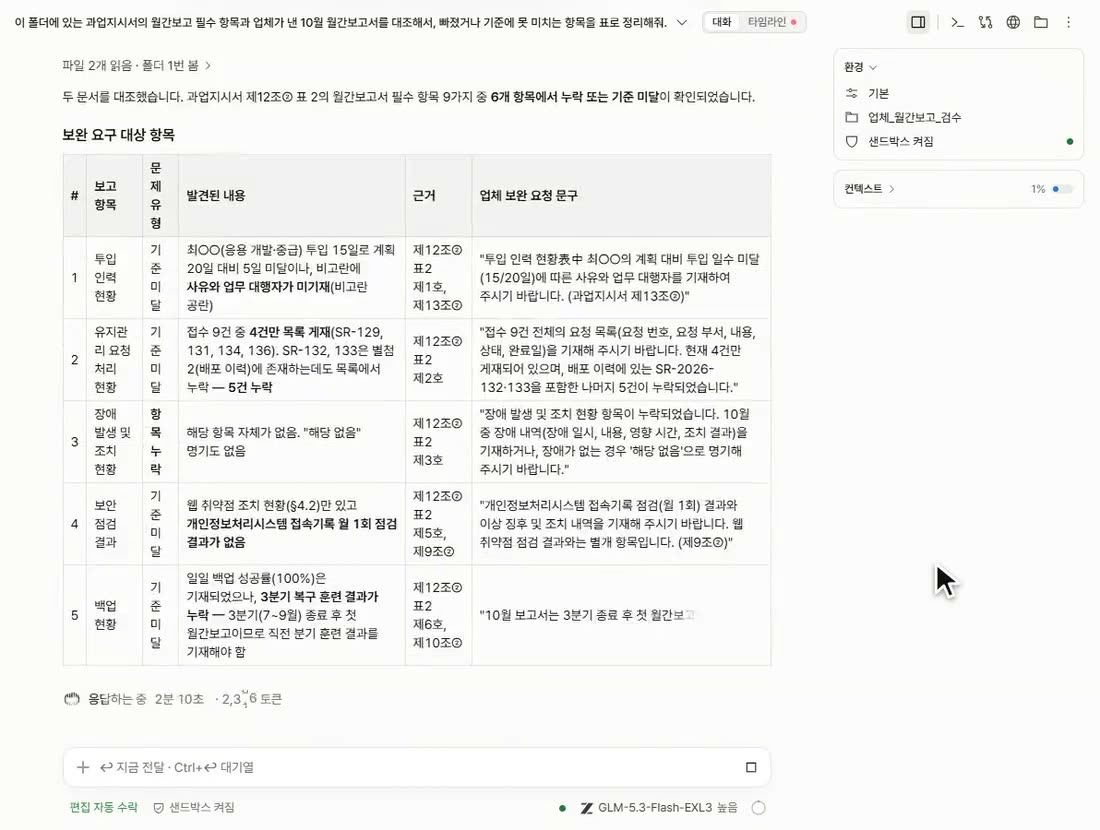 이 폴더에 있는 과업지시서의 월간보고 필수 항목과 업체가 낸 10월 월간보고서를 대조해서, 빠졌거나 기준에 못 미치는 항목을 표로 정리해줘.
대화 타임라인
파일 2개 읽음 · 폴더 1번 봄
두 문서를 대조했습니다. 과업지시서 제12조② 표 2의 월간보고서 필수 항목 9가지 중 6개 항목에서 누락 또는 기준 미달이 확인되었습니다.
보완 요구 대상 항목
# 보고 항목 문제 유형 발견된 내용 근거 업체 보완 요청 문구
1
투입
인력
현황
기
준
미
달
최〇〇(응용 개발·중급) 투입 15일로 계획
20일 대비 5일 미달이나, 비고란에
사유와 업무 대행자가 미기재(비고란
공란)
제12조②
표2
제1호,
제13조②
"투입 인력 현황표中 최〇〇의 계획 대비 투입 일수 미달
(15/20일)에 따른 사유와 업무 대행자를 기재하여
주시기 바랍니다. (과업지시서 제13조②)"
2
유지관
리 요청
처리
현황
기
준
미
달
접수 9건 중 4건만 목록 게재(SR-129,
131, 134, 136). SR-132, 133은 별첨
2(배포 이력)에 존재하는데도 목록에서
누락 — 5건 누락
제12조②
표2
제2호
"접수 9건 전체의 요청 목록(요청 번호, 요청 부서, 내용,
상태, 완료일)을 기재해 주시기 바랍니다. 현재 4건만
게재되어 있으며, 배포 이력에 있는 SR-2026-
132·133을 포함한 나머지 5건이 누락되었습니다."
3
장애
발생 및
조치
현황
항
목
누
락
해당 항목 자체가 없음. "해당 없음"
명기도 없음
제12조②
표2
제3호
"장애 발생 및 조치 현황 항목이 누락되었습니다. 10월
중 장애 내역(장애 일시, 내용, 영향 시간, 조치 결과)을
기재하거나, 장애가 없는 경우 '해당 없음'으로 명기해
주시기 바랍니다."
4
보안
점검
결과
기
준
미
달
웹 취약점 조치 현황(§4.2)만 있고
개인정보처리시스템 접속기록 월 1회 점검
결과가 없음
제12조②
표2
제5호,
제9조②
"개인정보처리시스템 접속기록 점검(월 1회) 결과와
이상 징후 및 조치 내역을 기재해 주시기 바랍니다. 웹
취약점 점검 결과와는 별개 항목입니다. (제9조②)"
5
백업
현황
기
준
미
달
일일 백업 성공률(100%)은
기재되었으나, 3분기 복구 훈련 결과가
누락 — 3분기(7~9월) 종료 후 첫
월간보고이므로 직전 분기 훈련 결과를
기재해야 함
제12조②
표2
제6호,
제10조②
"10월 보고서는 3분기 종료 후 첫 월간보고
응답하는 중 2분 10초 · 토큰
↩ 지금 전달 · Ctrl+↩ 대기열
편집 자동 수락 샌드박스 켜짐
GLM-5.3-Flash-EXL3 높음
환경
기본
업체_월간보고_검수
샌드박스 켜짐
컨텍스트 1%